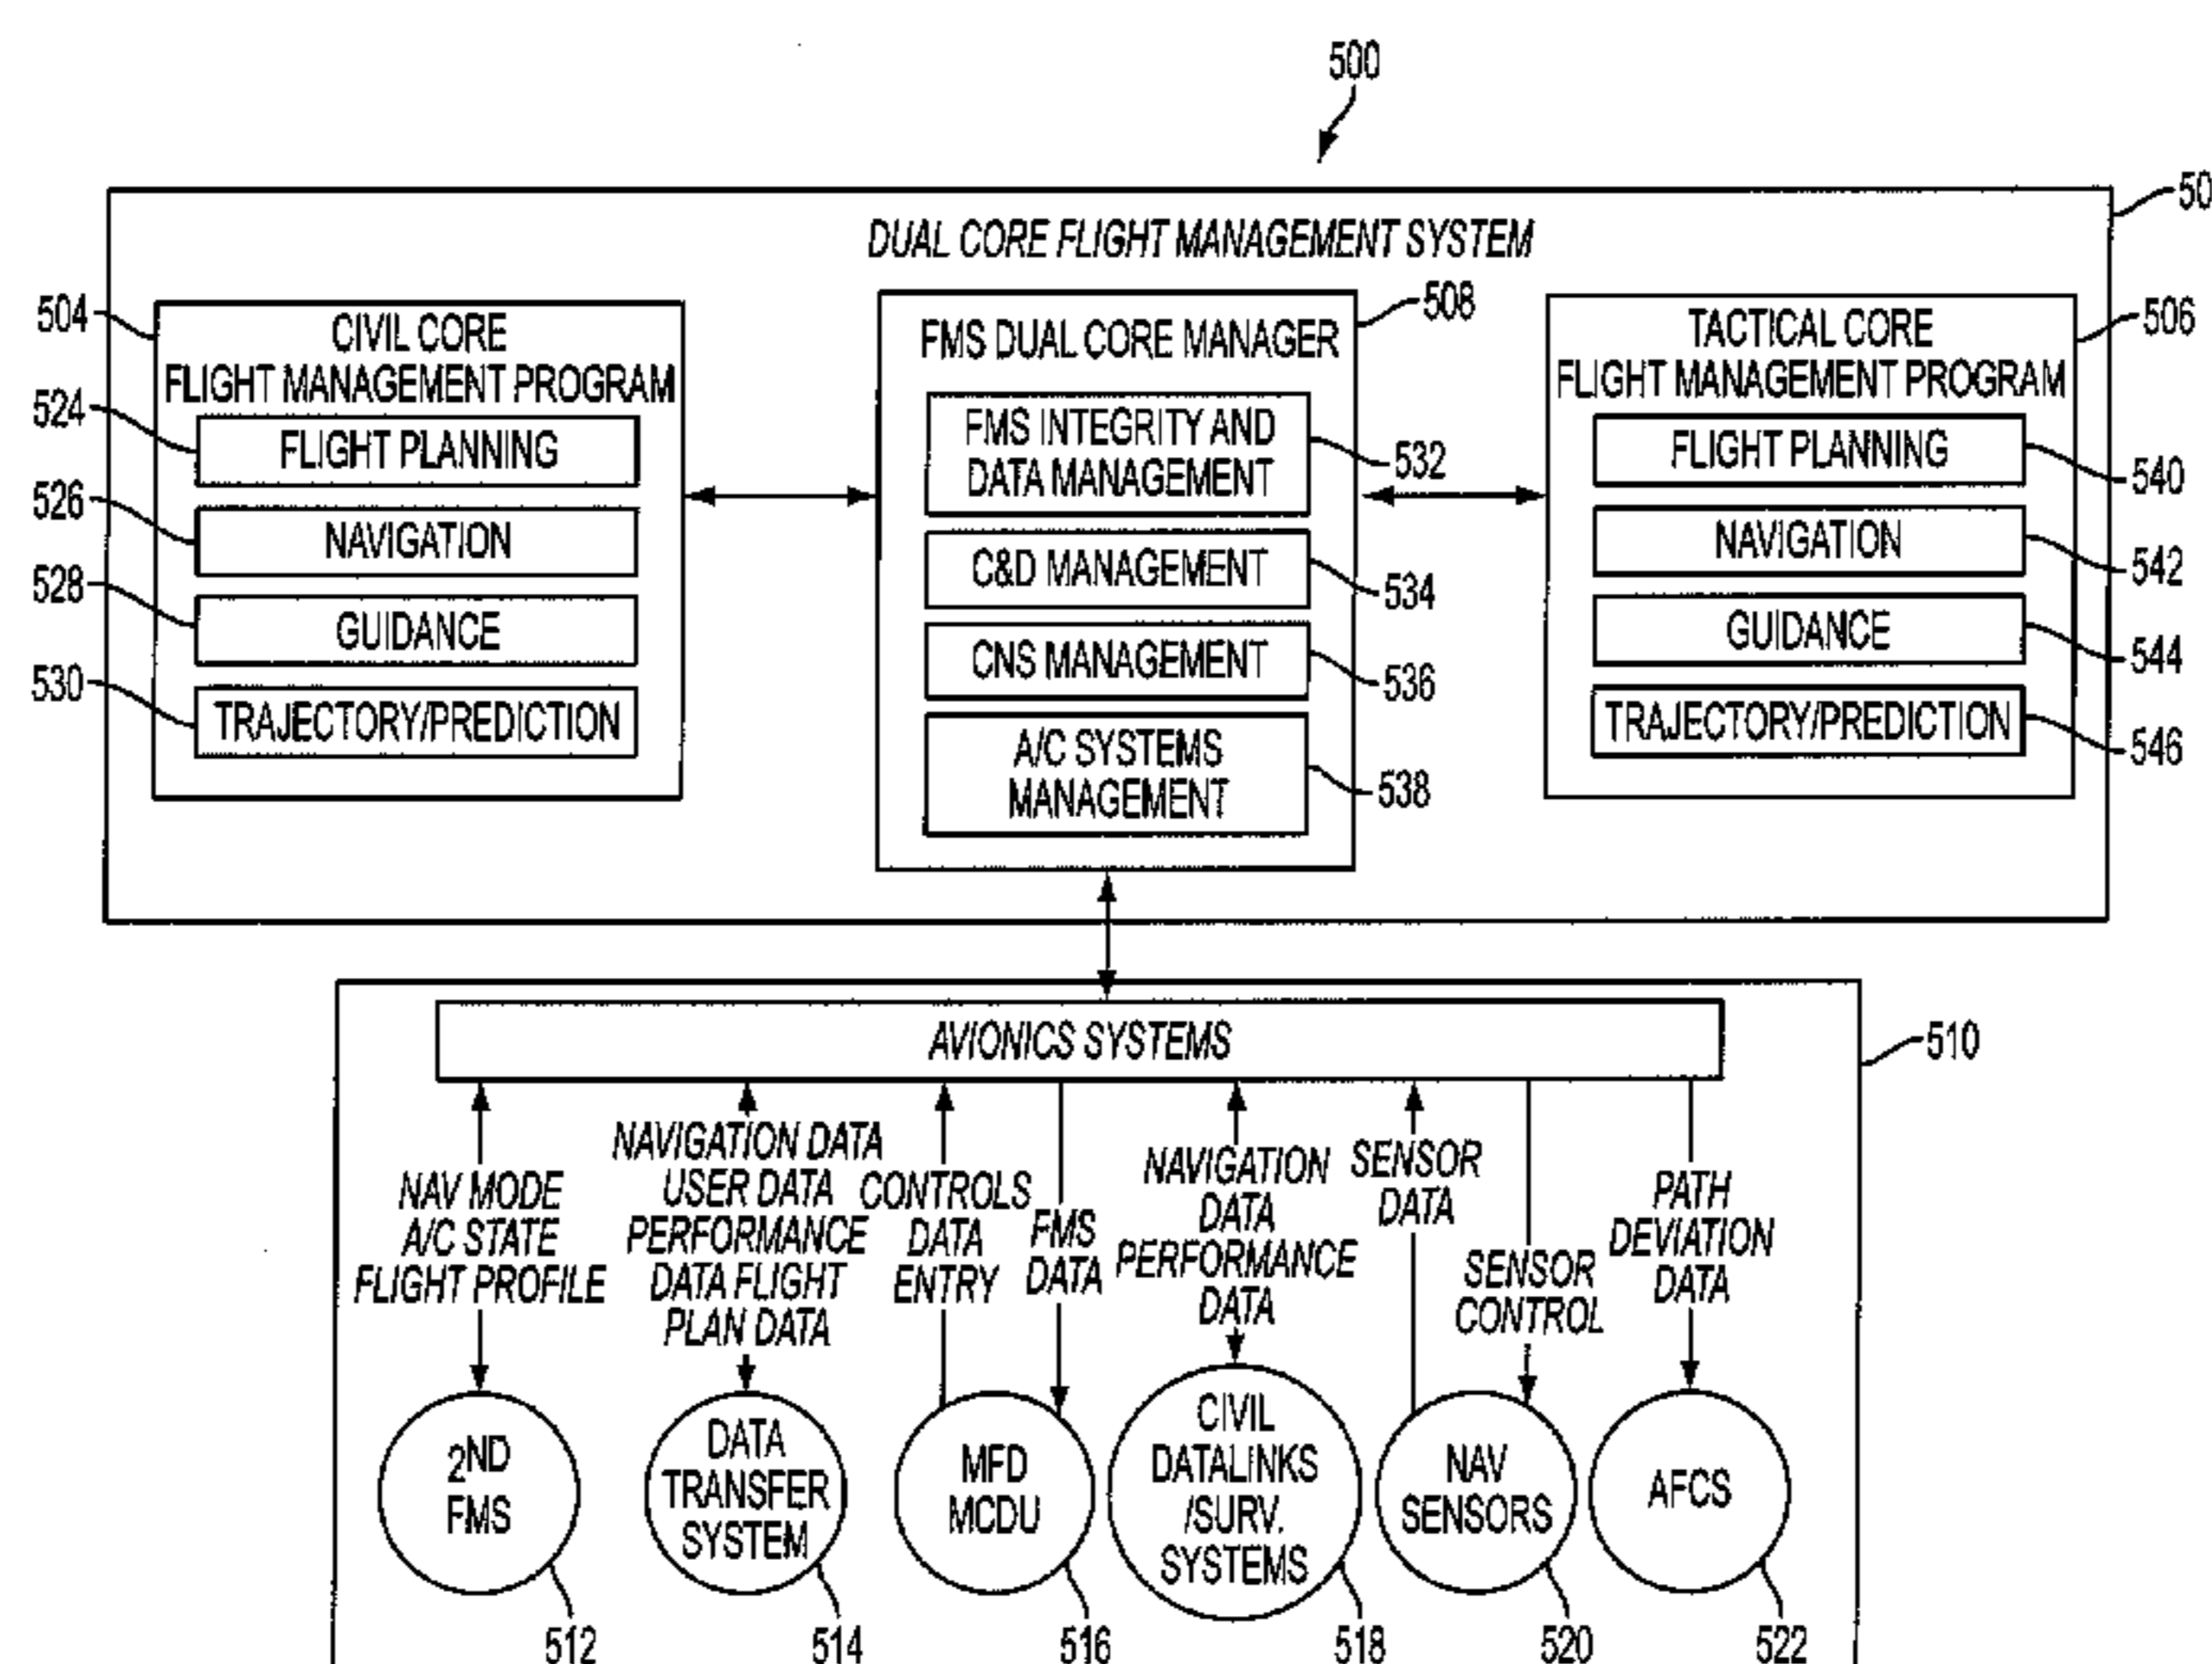 500
50
DUAL CORE FLIGHT MANAGEMENT SYSTEM
504
CIVIL CORE
FLIGHT MANAGEMENT PROGRAM
524
FLIGHT PLANNING
526
NAVIGATION
528
GUIDANCE
530
TRAJECTORY/PREDICTION
508
FMS DUAL CORE MANAGER
FMS INTEGRITY AND
DATA MANAGEMENT
532
C&D MANAGEMENT
534
CNS MANAGEMENT
536
A/C SYSTEMS
MANAGEMENT
538
506
TACTICAL CORE
FLIGHT MANAGEMENT PROGRAM
FLIGHT PLANNING
540
NAVIGATION
542
GUIDANCE
544
TRAJECTORY/PREDICTION
546
AVIONICS SYSTEMS
510
NAV MODE
A/C STATE
FLIGHT PROFILE
NAVIGATION DATA
USER DATA
PERFORMANCE
DATA FLIGHT
PLAN DATA
CONTROLS
DATA
ENTRY
FMS
DATA
NAVIGATION
DATA
PERFORMANCE
DATA
SENSOR
DATA
SENSOR
CONTROL
PATH
DEVIATION
DATA
2ND
FMS
DATA
TRANSFER
SYSTEM
MFD
MCDU
CIVIL
DATALINKS
/SURV.
SYSTEMS
NAV
SENSORS
AFCS
512
514
516
518
520
522